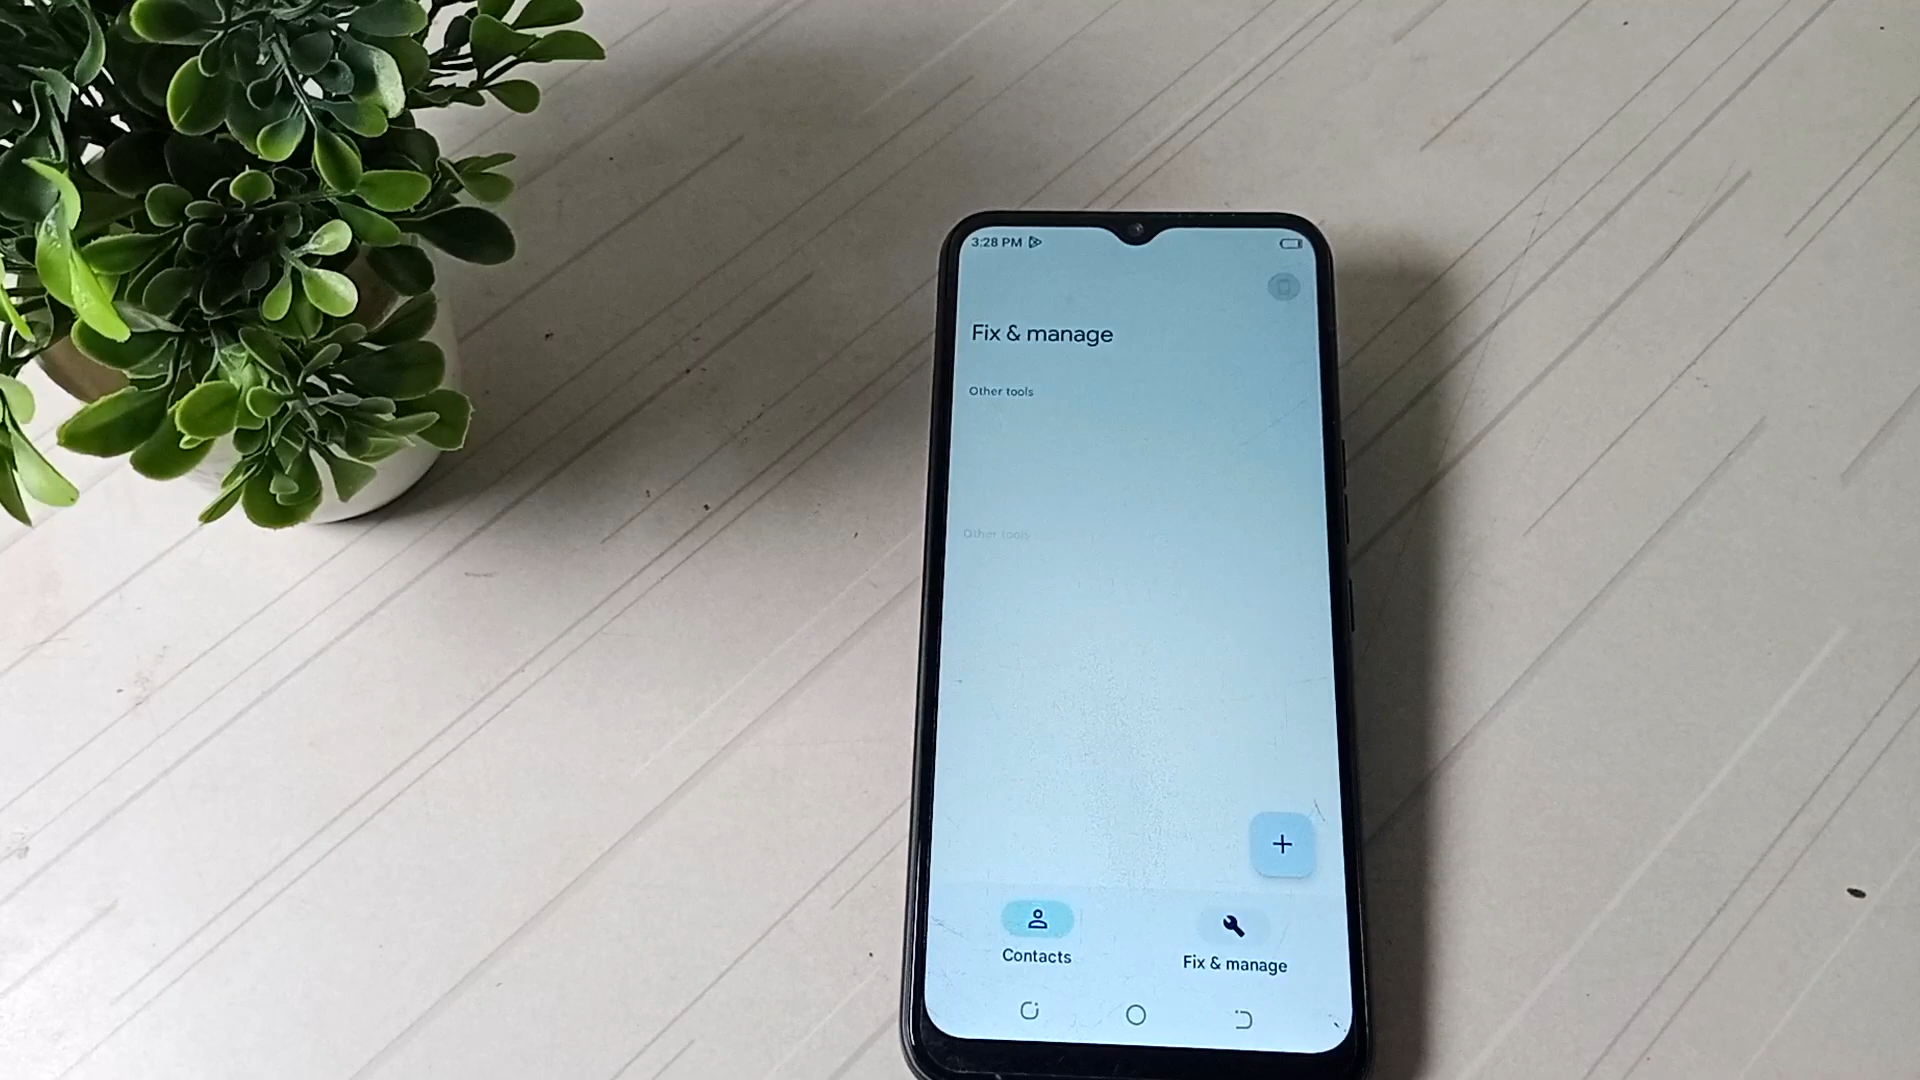 3:28 PM
Fix & manage
Other tools
Other tools
Contacts
Fix & manage